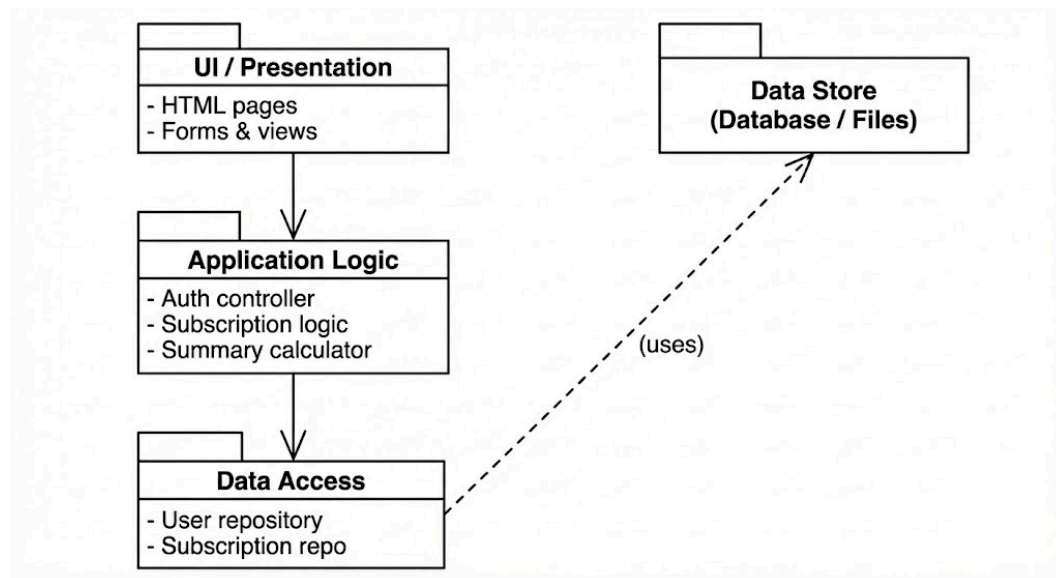 UI / Presentation
- HTML pages
- Forms & views
Data Store
(Database / Files)
Application Logic
- Auth controller
- Subscription logic
- Summary calculator
(uses)
Data Access
- User repository
- Subscription repo